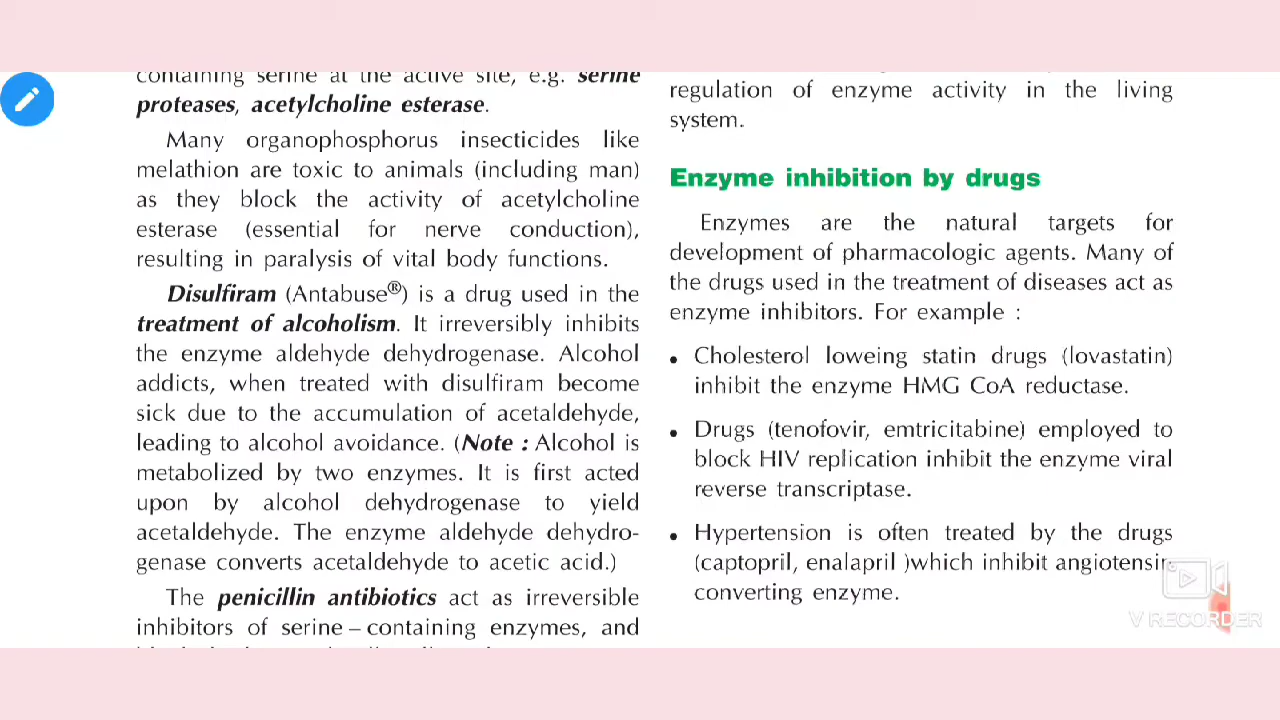 containing serine at the active site, e.g. serine
proteases, acetylcholine esterase.
Many organophosphorus insecticides like
melathion are toxic to animals (including man)
as they block the activity of acetylcholine
esterase (essential for nerve conduction),
resulting in paralysis of vital body functions.
Disulfiram (Antabuse®) is a drug used in the
treatment of alcoholism. It irreversibly inhibits
the enzyme aldehyde dehydrogenase. Alcohol
addicts, when treated with disulfiram become
sick due to the accumulation of acetaldehyde,
leading to alcohol avoidance. (Note : Alcohol is
metabolized by two enzymes. It is first acted
upon by alcohol dehydrogenase to yield
acetaldehyde. The enzyme aldehyde dehydro-
genase converts acetaldehyde to acetic acid.)
The penicillin antibiotics act as irreversible
inhibitors of serine – containing enzymes, and
regulation of enzyme activity in the living
system.
Enzyme inhibition by drugs
Enzymes are the natural targets for
development of pharmacologic agents. Many of
the drugs used in the treatment of diseases act as
enzyme inhibitors. For example :
• Cholesterol loweing statin drugs (lovastatin)
inhibit the enzyme HMG CoA reductase.
• Drugs (tenofovir, emtricitabine) employed to
block HIV replication inhibit the enzyme viral
reverse transcriptase.
• Hypertension is often treated by the drugs
(captopril, enalapril )which inhibit angiotensin
converting enzyme.
V RECORDER